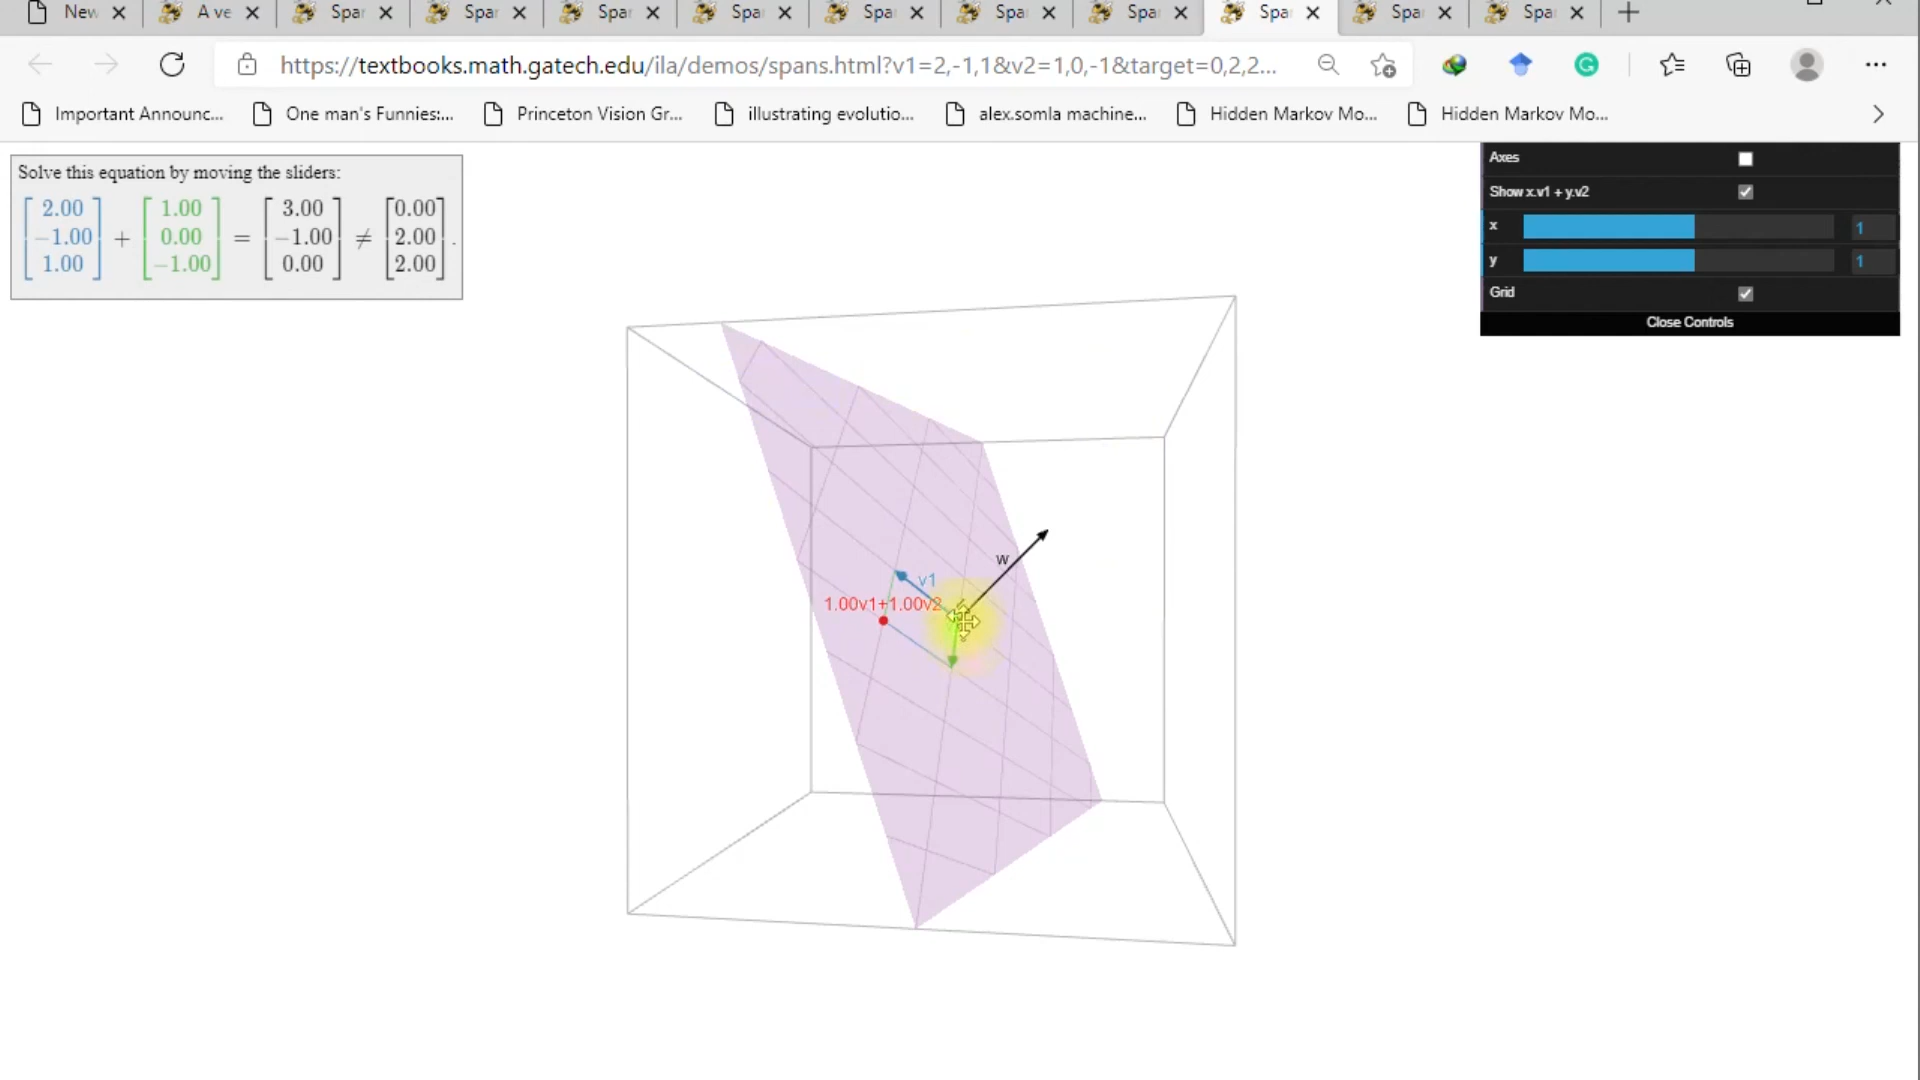 New A ve Spa Spa Spa Spa Spa Spa Spa Spa Spa Spa
https://textbooks.math.gatech.edu/ila/demos/spans.html?v1=2,-1,1&v2=1,0,-1&target=0,2,2...
Important Announc... One man's Funnies:... Princeton Vision Gr... illustrating evolutio... alex.somla machine... Hidden Markov Mo... Hidden Markov Mo...
Solve this equation by moving the sliders:
2.00 1.00 3.00 0.00
−1.00 + 0.00 = −1.00 ≠ 2.00 .
1.00 −1.00 0.00 2.00
Axes
Show x.v1 + y.v2
x 1
y 1
Grid
Close Controls
w
v1
1.00v1+1.00v2